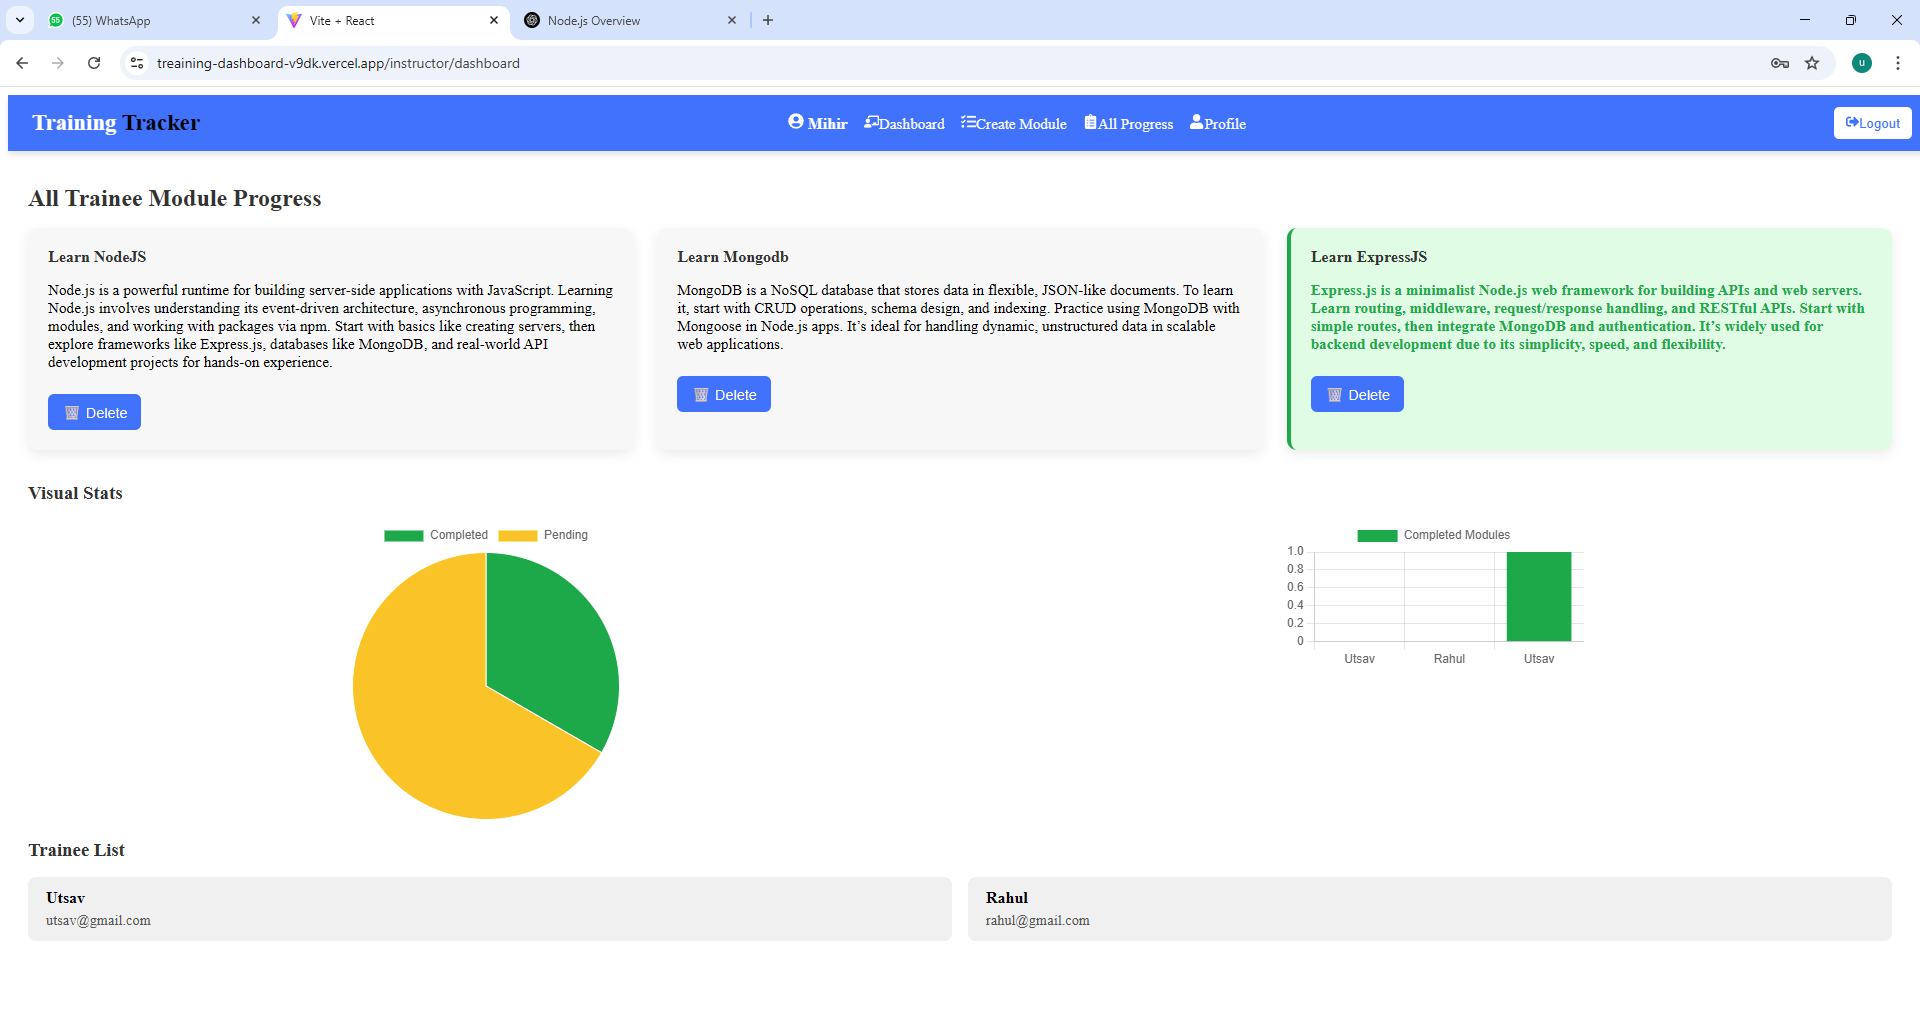 (55) WhatsApp
Vite + React
Node.js Overview
treaining-dashboard-v9dk.vercel.app/instructor/dashboard
u
Training Tracker
Mihir
Dashboard
Create Module
All Progress
Profile
Logout
All Trainee Module Progress
Learn NodeJS
Node.js is a powerful runtime for building server-side applications with JavaScript. Learning
Node.js involves understanding its event-driven architecture, asynchronous programming,
modules, and working with packages via npm. Start with basics like creating servers, then
explore frameworks like Express.js, databases like MongoDB, and real-world API
development projects for hands-on experience.
Delete
Learn Mongodb
MongoDB is a NoSQL database that stores data in flexible, JSON-like documents. To learn
it, start with CRUD operations, schema design, and indexing. Practice using MongoDB with
Mongoose in Node.js apps. It’s ideal for handling dynamic, unstructured data in scalable
web applications.
Delete
Learn ExpressJS
Express.js is a minimalist Node.js web framework for building APIs and web servers.
Learn routing, middleware, request/response handling, and RESTful APIs. Start with
simple routes, then integrate MongoDB and authentication. It’s widely used for
backend development due to its simplicity, speed, and flexibility.
Delete
Visual Stats
Completed
Pending
Completed Modules
1.0
0.8
0.6
0.4
0.2
0
Utsav
Rahul
Utsav
Trainee List
Utsav
utsav@gmail.com
Rahul
rahul@gmail.com